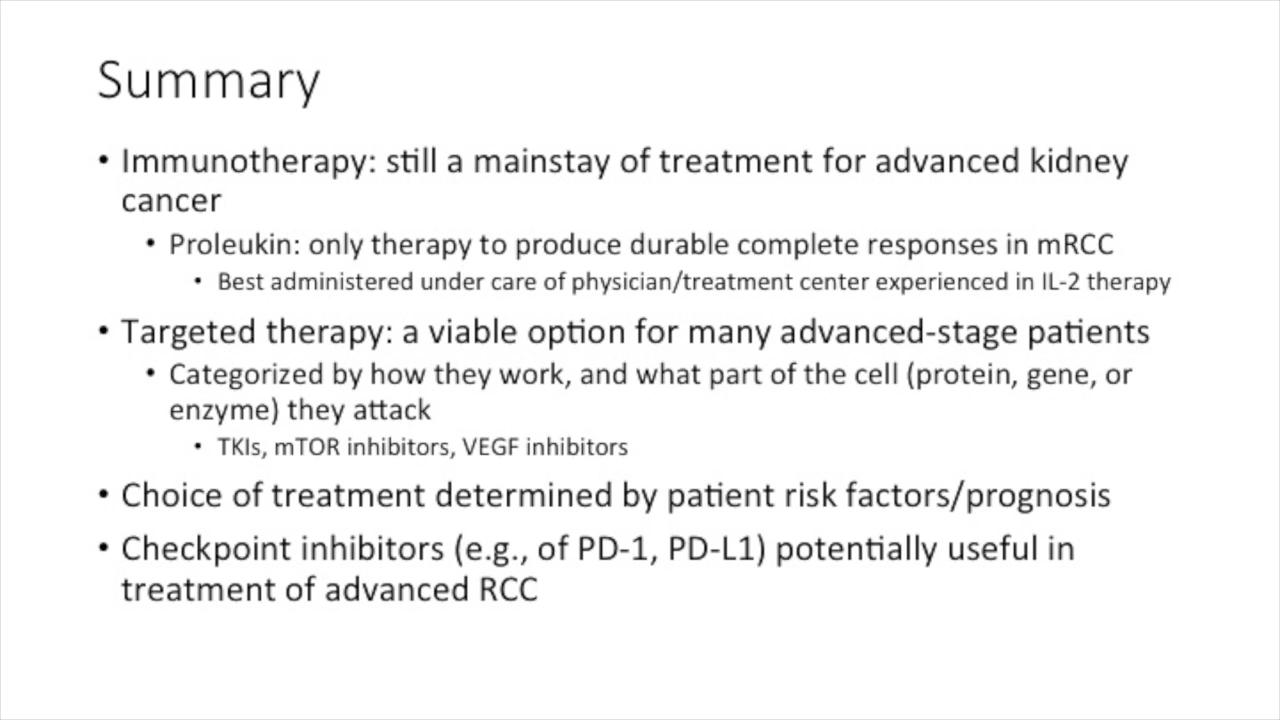 Summary
• Immunotherapy: still a mainstay of treatment for advanced kidney
cancer
• Proleukin: only therapy to produce durable complete responses in mRCC
• Best administered under care of physician/treatment center experienced in IL-2 therapy
• Targeted therapy: a viable option for many advanced-stage patients
• Categorized by how they work, and what part of the cell (protein, gene, or
enzyme) they attack
• TKIs, mTOR inhibitors, VEGF inhibitors
• Choice of treatment determined by patient risk factors/prognosis
• Checkpoint inhibitors (e.g., of PD-1, PD-L1) potentially useful in
treatment of advanced RCC